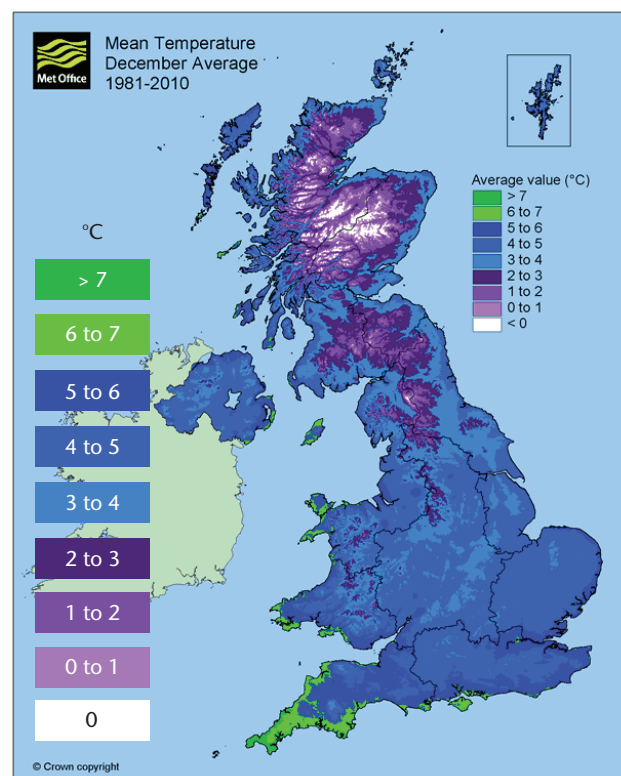 Met Office
Mean Temperature
December Average
1981-2010
Average value (°C)
> 7
6 to 7
5 to 6
4 to 5
3 to 4
2 to 3
1 to 2
0 to 1
< 0
°C
> 7
6 to 7
5 to 6
4 to 5
3 to 4
2 to 3
1 to 2
0 to 1
0
© Crown copyright